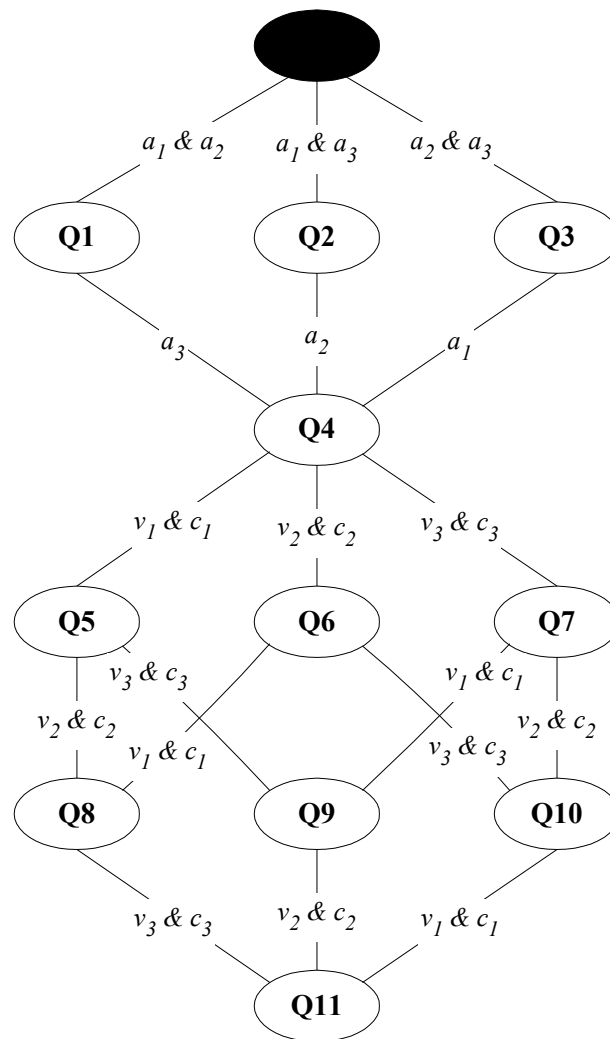 a1 & a2 a1 & a3 a2 & a3
Q1 Q2 Q3
a3 a2 a1
Q4
v1 & c1 v2 & c2 v3 & c3
Q5 Q6 Q7
v3 & c3 v1 & c1
v2 & c2 v1 & c1 v3 & c3 v2 & c2
Q8 Q9 Q10
v3 & c3 v2 & c2 v1 & c1
Q11